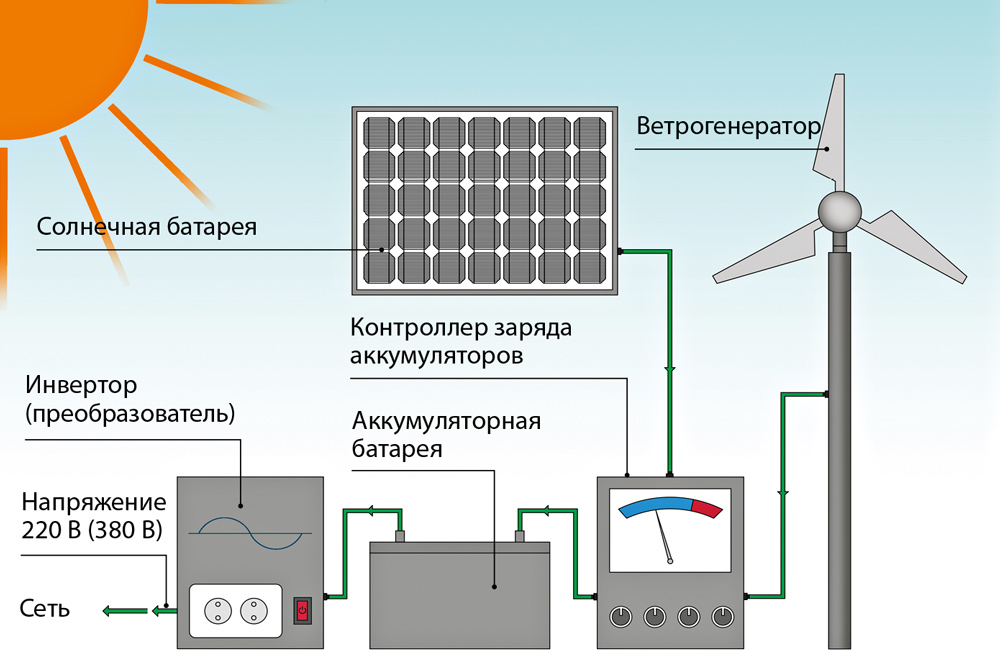 Ветрогенератор
Солнечная батарея
Контроллер заряда
аккумуляторов
Инвертор
(преобразователь)
Аккумуляторная
батарея
Напряжение
220 В (380 В)
Сеть